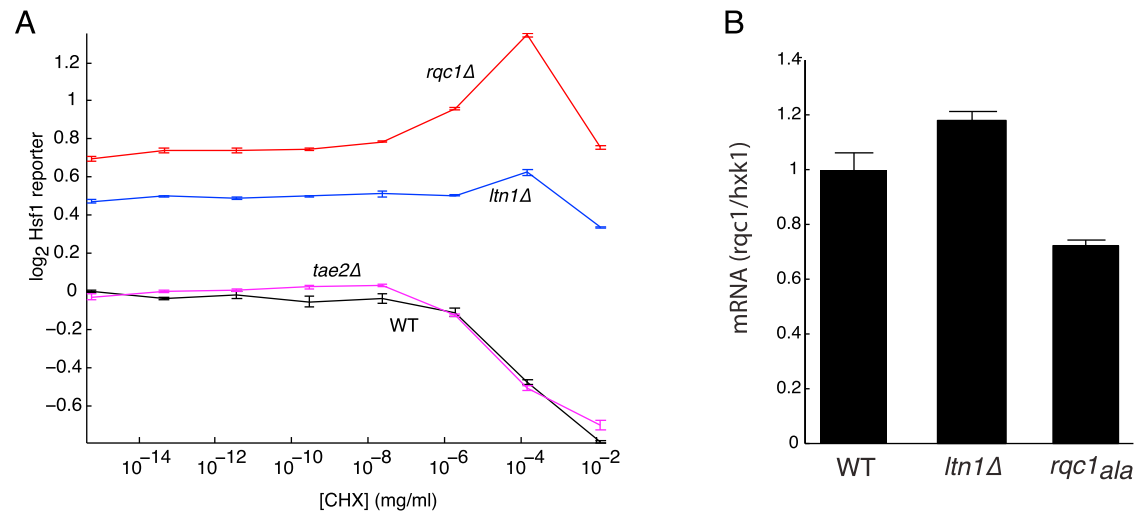 A
log2 Hsf1 reporter
1.2
1
0.8
0.6
0.4
0.2
0
−0.2
−0.4
−0.6
rqc1Δ
ltn1Δ
tae2Δ
WT
10−14 10−12 10−10 10−8 10−6 10−4 10−2
[CHX] (mg/ml)
B
mRNA (rqc1/hxk1)
1.4
1.2
1
0.8
0.6
0.4
0.2
0
WT ltn1Δ rqc1ala